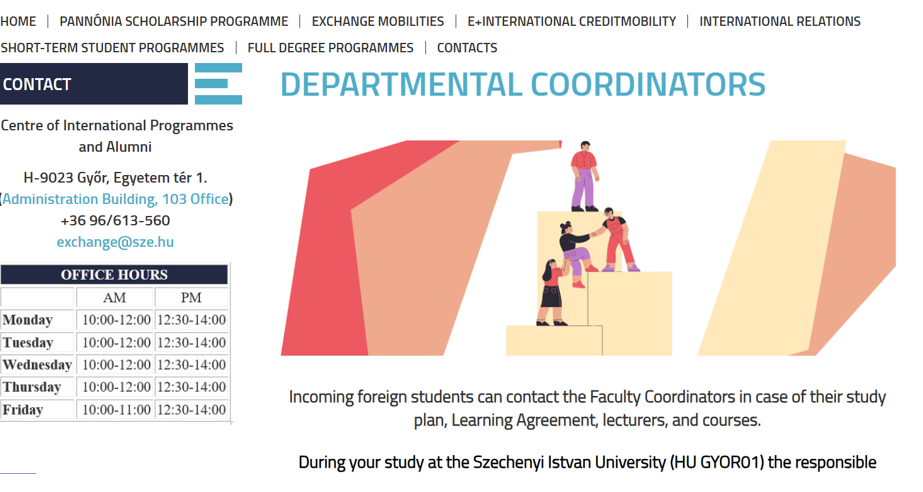 HOME | PANNÓNIA SCHOLARSHIP PROGRAMME | EXCHANGE MOBILITIES | E+INTERNATIONAL CREDITMOBILITY | INTERNATIONAL RELATIONS
SHORT-TERM STUDENT PROGRAMMES | FULL DEGREE PROGRAMMES | CONTACTS
CONTACT
Centre of International Programmes
and Alumni
H-9023 Győr, Egyetem tér 1.
(Administration Building, 103 Office)
+36 96/613-560
exchange@sze.hu
OFFICE HOURS
AM PM
Monday 10:00-12:00 12:30-14:00
Tuesday 10:00-12:00 12:30-14:00
Wednesday 10:00-12:00 12:30-14:00
Thursday 10:00-12:00 12:30-14:00
Friday 10:00-11:00 12:30-14:00
DEPARTMENTAL COORDINATORS
Incoming foreign students can contact the Faculty Coordinators in case of their study
plan, Learning Agreement, lecturers, and courses.
During your study at the Szechenyi Istvan University (HU GYOR01) the responsible